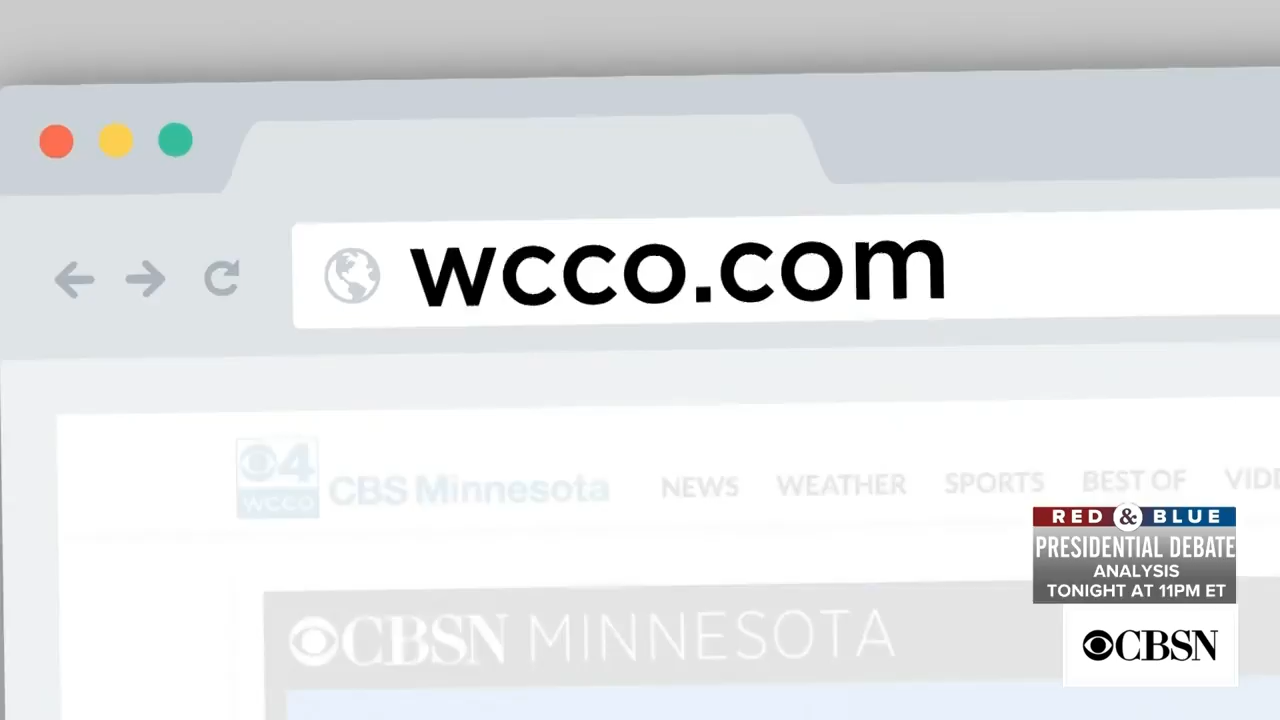 wcco.com
4
WCCO
CBS Minnesota
NEWS WEATHER SPORTS BEST OF VIDE
RED & BLUE
PRESIDENTIAL DEBATE
ANALYSIS
TONIGHT AT 11PM ET
CBSN MINNESOTA
CBSN